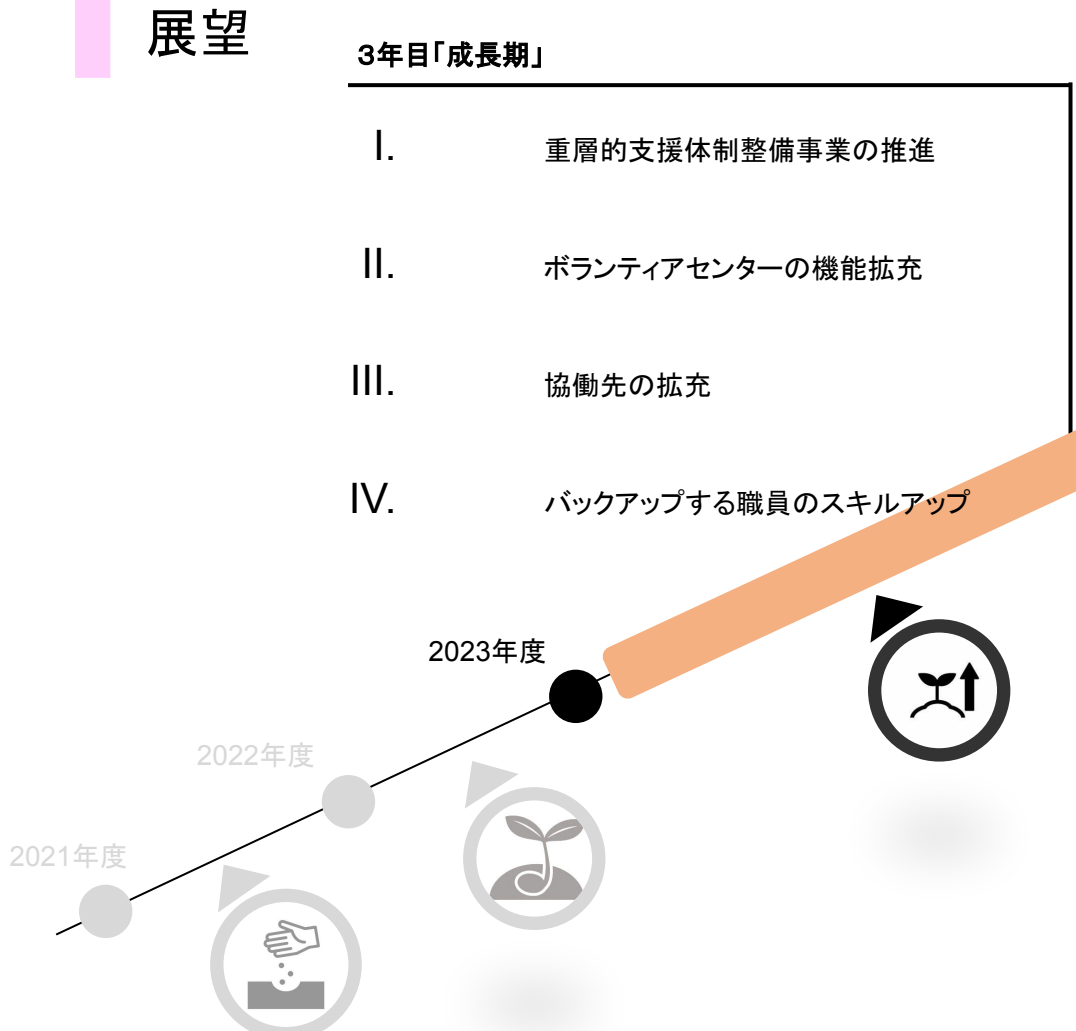 展望
３年目「成長期」
I. 重層的支援体制整備事業の推進
II. ボランティアセンターの機能拡充
III. 協働先の拡充
IV. バックアップする職員のスキルアップ
2023年度
2022年度
2021年度